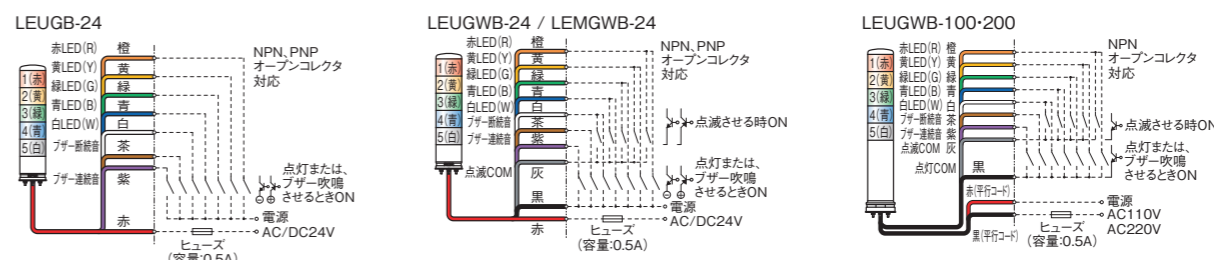 LEUGB-24
赤LED(R) 橙
黄LED(Y) 黄
緑LED(G) 緑
青LED(B) 青
白LED(W) 白
ブザー断続音 茶
ブザー連続音 紫
赤
1(赤)
2(黄)
3(緑)
4(青)
5(白)
NPN、PNP
オープンコレクタ
対応
点灯または、
ブザー吹鳴
させるときON
電源
AC/DC24V
ヒューズ
(容量:0.5A)
LEUGWB-24 / LEMGWB-24
赤LED(R) 橙
黄LED(Y) 黄
緑LED(G) 緑
青LED(B) 青
白LED(W) 白
ブザー断続音 茶
ブザー連続音 紫
点滅COM 灰
黒
赤
1(赤)
2(黄)
3(緑)
4(青)
5(白)
NPN、PNP
オープンコレクタ
対応
点滅させる時ON
点灯または、
ブザー吹鳴
させるときON
電源
AC/DC24V
ヒューズ
(容量:0.5A)
LEUGWB-100・200
赤LED(R) 橙
黄LED(Y) 黄
緑LED(G) 緑
青LED(B) 青
白LED(W) 白
ブザー断続音 茶
ブザー連続音 紫
点滅COM 灰
点灯COM 黒
赤(平行コード)
黒(平行コード)
1(赤)
2(黄)
3(緑)
4(青)
5(白)
NPN
オープンコレクタ
対応
点滅させる時ON
点灯または、
ブザー吹鳴
させるときON
電源
AC110V
AC220V
ヒューズ
(容量:0.5A)